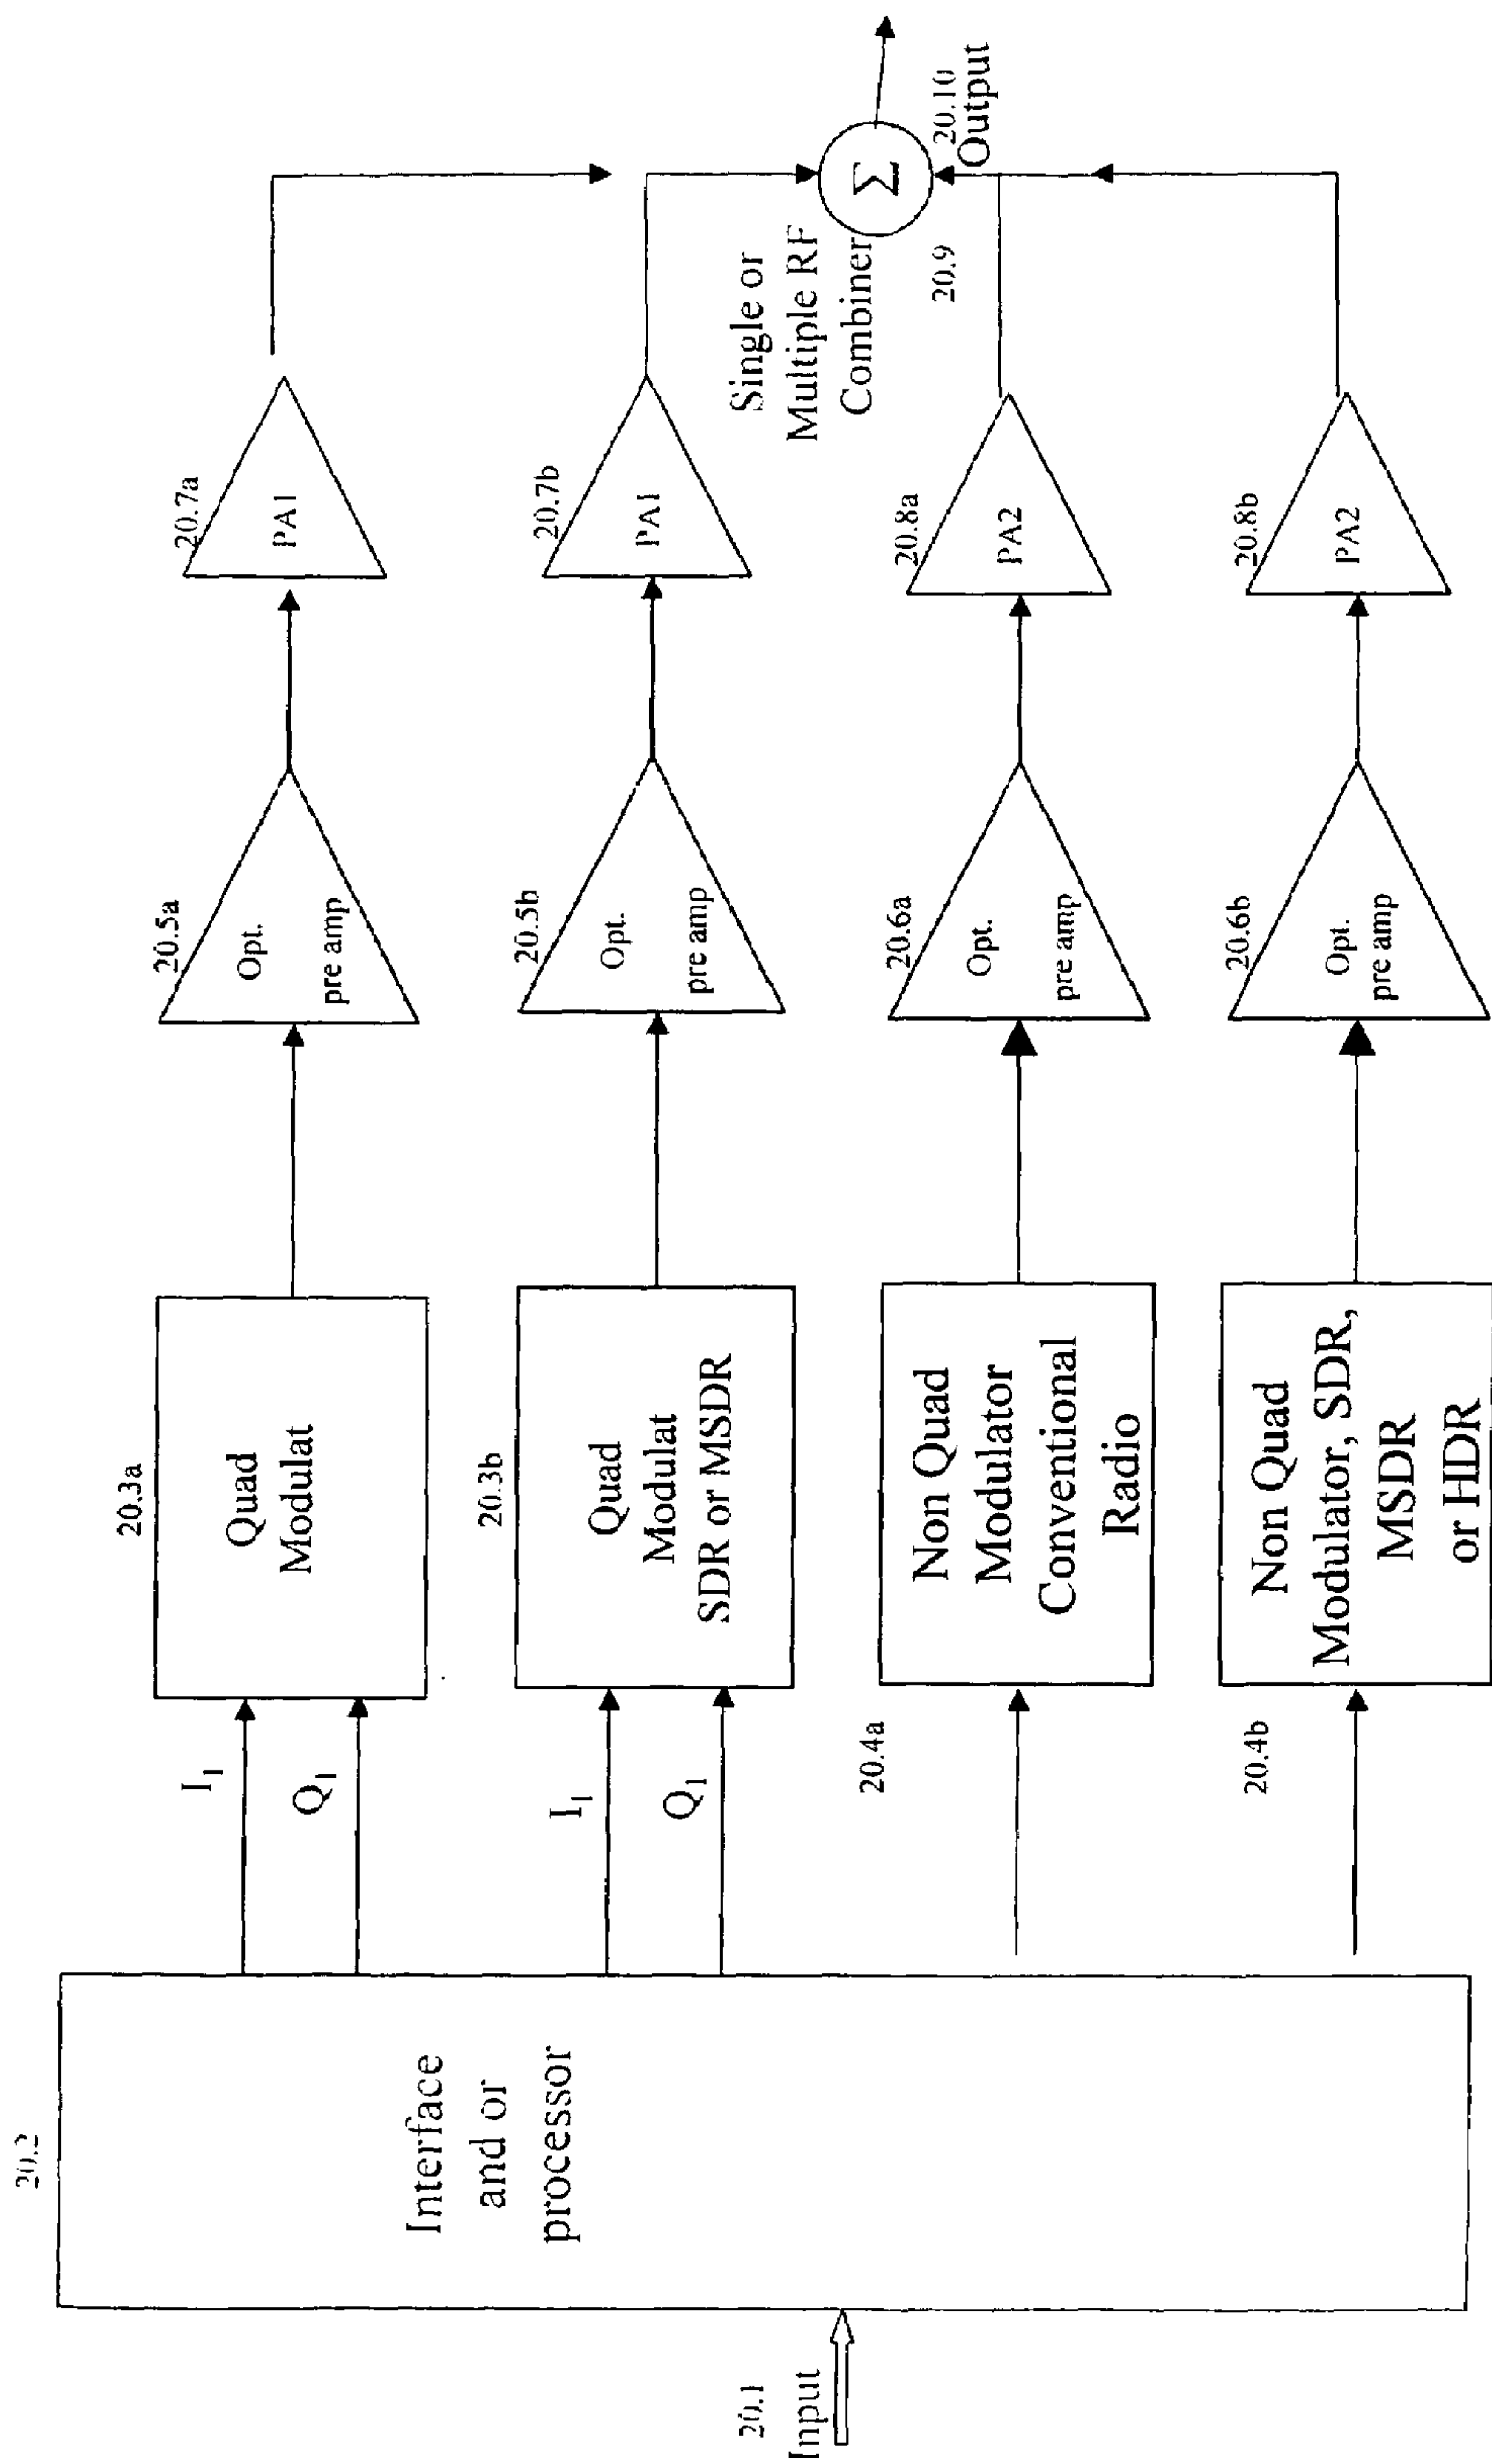 20.1
Input
20.2
Interface
and or
processor
I1
Q1
20.3a
Quad
Modulat
20.5a
Opt.
pre amp
20.7a
PA1
I1
Q1
20.3b
Quad
Modulat
SDR or MSDR
20.5b
Opt.
pre amp
20.7b
PA1
20.4a
Non Quad
Modulator
Conventional
Radio
20.6a
Opt.
pre amp
20.8a
PA2
20.4b
Non Quad
Modulator, SDR,
MSDR
or HDR
20.6b
Opt.
pre amp
20.8b
PA2
Single or
Multiple RF
Combiner
20.9
Σ
20.10
Output